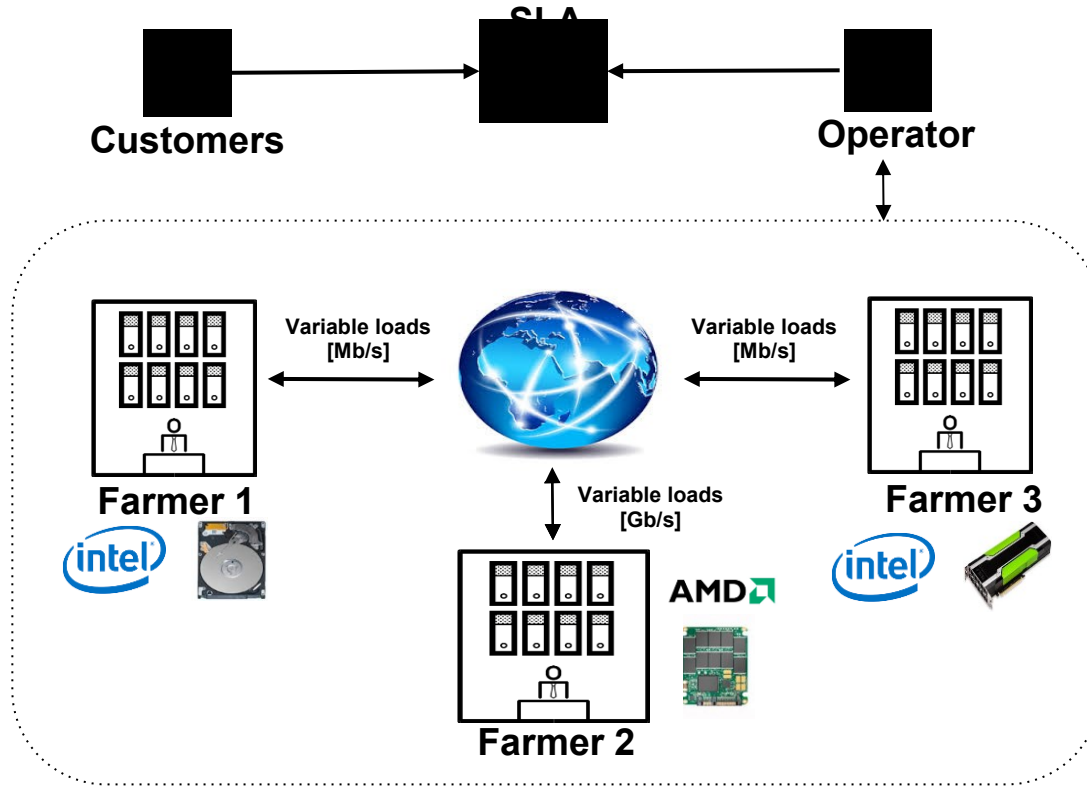 SLA
Customers
Operator
Variable loads
[Mb/s]
Variable loads
[Mb/s]
Farmer 1
Variable loads
[Gb/s]
Farmer 3
intel
intel
AMD
Farmer 2